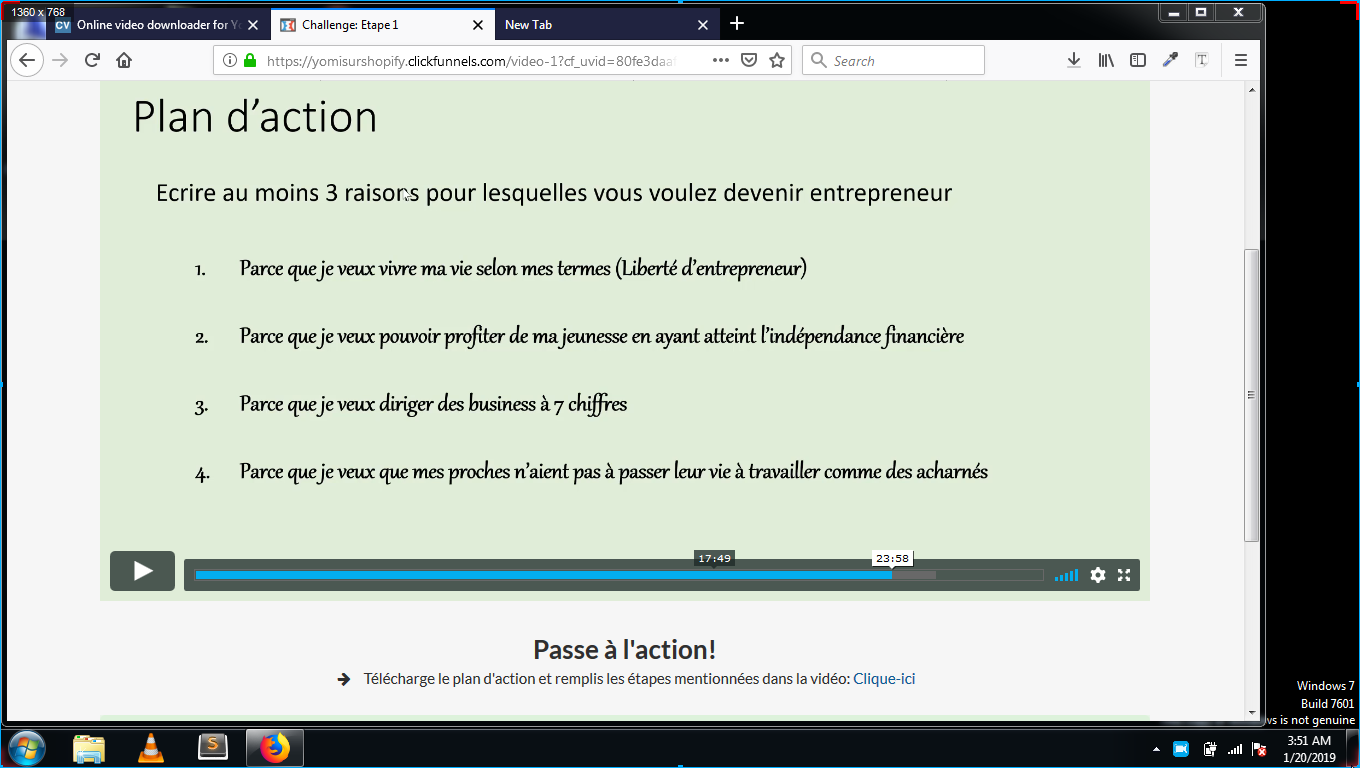 1360 x 768
Online video downloader for Y
Challenge: Etape 1
New Tab
https://yomisurshopify.clickfunnels.com/video-1?cf_uvid=80fe3daa
Search
Plan d’action
Ecrire au moins 3 raisons pour lesquelles vous voulez devenir entrepreneur
1. Parce que je veux vivre ma vie selon mes termes (Liberté d’entrepreneur)
2. Parce que je veux pouvoir profiter de ma jeunesse en ayant atteint l’indépendance financière
3. Parce que je veux diriger des business à 7 chiffres
4. Parce que je veux que mes proches n’aient pas à passer leur vie à travailler comme des acharnés
17:49
23:58
Passe à l'action!
Télécharge le plan d'action et remplis les étapes mentionnées dans la vidéo: Clique-ici
Windows 7
Build 7601
is not genuine
3:51 AM
1/20/2019